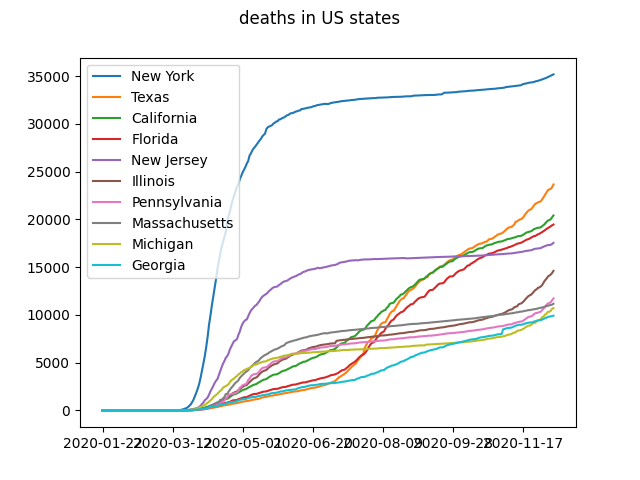 deaths in US states
35000
30000
25000
20000
15000
10000
5000
0
New York
Texas
California
Florida
New Jersey
Illinois
Pennsylvania
Massachusetts
Michigan
Georgia
2020-01-22 2020-03-12 2020-05-01 2020-06-20 2020-08-09 2020-09-28 2020-11-17